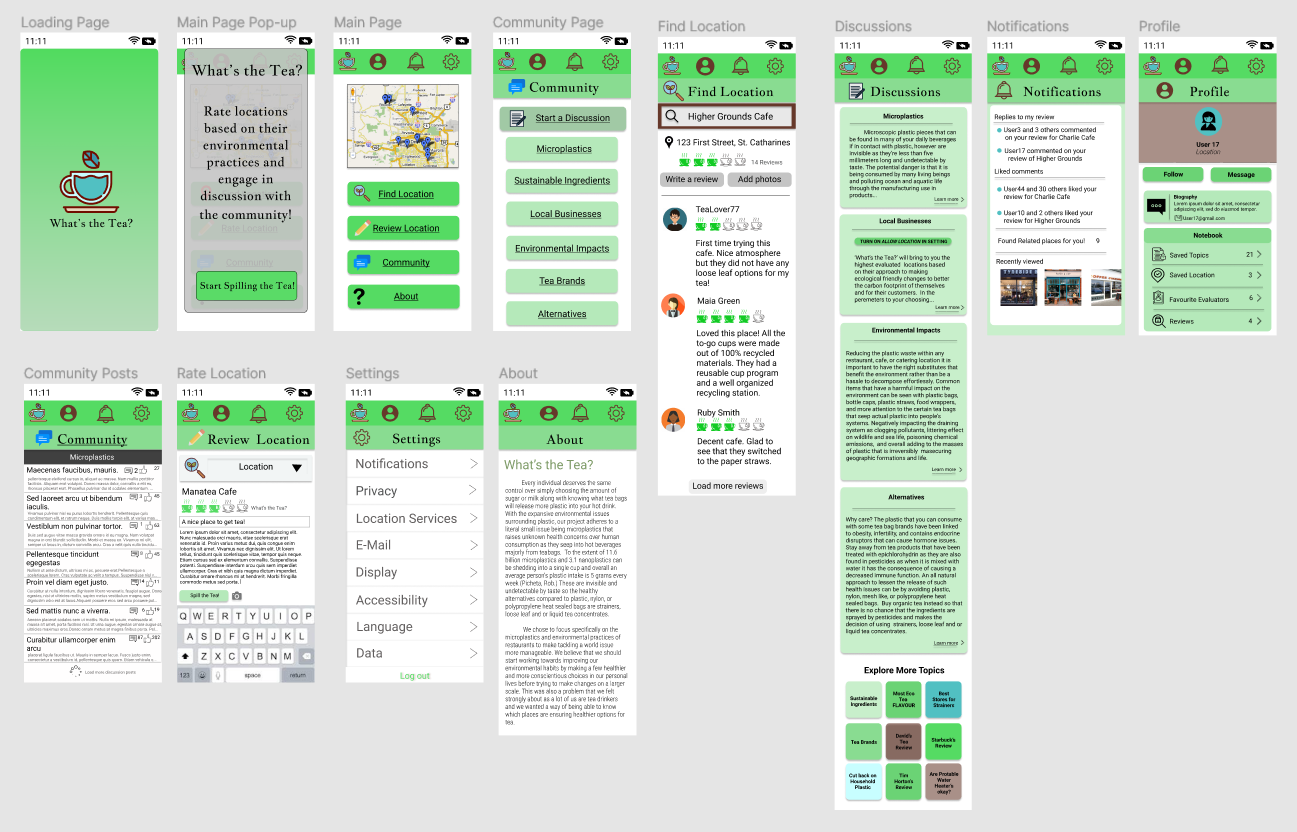 Loading Page
11:11
What's the Tea?
Main Page Pop-up
11:11
What's the Tea?
Rate locations
based on their
environmental
practices and
engage in
discussion with
the community!
Rate Location
Community
Start Spilling the Tea!
Main Page
11:11
Find Location
Review Location
Community
About
Community Page
11:11
Community
Start a Discussion
Microplastics
Sustainable Ingredients
Local Businesses
Environmental Impacts
Tea Brands
Alternatives
Find Location
11:11
Find Location
Higher Grounds Cafe
123 First Street, St. Catharines
14 Reviews
Write a review
Add photos
TeaLover77
First time trying this
cafe. Nice atmosphere
but they did not have any
loose leaf options for my
tea!
Maia Green
Loved this place! All the
to-go cups were made
out of 100% recycled
materials. They had a
reusable cup program
and a well organized
recycling station.
Ruby Smith
Decent cafe. Glad to
see that they switched
to the paper straws.
Load more reviews
Discussions
11:11
Discussions
Microplastics
Microscopic plastic pieces that can
be found in many of your daily beverages
if in contact with plastic, however are
invisible as they're less than five
millimeters long and undetectable by
taste. The potential danger is that it is
being consumed by many living beings
and polluting ocean and aquatic life
through the manufacture use in
products...
Learn more
Local Businesses
TURN ON ALLOW LOCATION IN SETTING
'What's the Tea?' will bring to you the
highest evaluated locations based
on their approach to making
ecological friendly changes to better
the carbon footprint of themselves
and for their customers. In the
peremeters to your choosing...
Learn more
Environmental Impacts
Reducing the plastic waste within any
restaurant, cafe, or catering location it is
important to have the right substitutes that
benefit the environment rather than be a
hassle to decompose effortlessly. Common
items that have a harmful impact on the
environment can be seen with plastic bags,
bottle caps, plastic straws, food wrappers,
and more attention to the certain tea bags
that seep actual plastic into people's
systems. Negatively impacting the draining
system as clogging pollutants, littering effect
on wildlife and sea life, poisoning chemical
emissions, and overall adding to the masses
of plastic that is irreversibly masecuring
geographic formations and life.
Learn more
Alternatives
Why care? The plastic that you can consume
with some tea bag brands have been linked
to obesity, infertility, and contains endocrine
disruptors that can cause hormone issues.
Stay away from tea products that have been
treated with epichlorohydrin as they are also
found in pesticides as when it is mixed with
water it has the consequence of causing a
decreased immune function. An all natural
approach to lessen the release of such
health issues can be by avoiding plastic,
nylon, mesh like, or polypropylene heat
sealed bags. Buy organic tea instead so that
there is no chance that the ingredients are
sprayed by pesticides and makes the
decision of using strainers, loose leaf and or
liquid tea concentrates.
Learn more
Explore More Topics
Sustainable
Ingredients
Most Eco
Tea
FLAVOUR
Best
Stores for
Strainers
Tea Brands
David's
Tea
Review
Starbuck's
Review
Cut back on
Household
Plastic
Tim
Horton's
Review
Are Protable
Water
Heater's
okay?
Notifications
11:11
Notifications
Replies to my review
User3 and 3 others commented
on your review for Charlie Cafe
User17 commented on your
review of Higher Grounds
Liked comments
User44 and 30 others liked your
review for Charlie Cafe
User10 and 2 others liked your
review for Higher Grounds
Found Related places for you! 9
Recently viewed
Profile
11:11
Profile
User 17
Location
Follow
Message
Biography
Lorem ipsum dolor sit amet, consectetur
adipiscing elit, sed do eiusmod tempor.
User17@gmail.com
Notebook
Saved Topics 21
Saved Location 3
Favourite Evaluators 6
Reviews 4
Community Posts
11:11
Community
Microplastics
Maecenas faucibus, mauris. 2 27
Sed laoreet arcu ut bibendum
iaculis.
3 45
Vestiblum non pulvinar tortor. 1 63
Pellentesque tincidunt
egegestas
9 45
Proin vel diam eget justo. 14 11
Sed mattis nunc a viverra. 6 19
Curabitur ullamcorper enim
arcu
Load more discussion posts
Rate Location
11:11
Review Location
Location
Manatea Cafe
What's the Tea?
A nice place to get tea!
Lorem ipsum dolor sit amet, consectetur adipiscing elit.
Spill the Tea!
Q W E R T Y U I O P
A S D F G H J K L
Z X C V B N M
123
space
return
Settings
11:11
Settings
Notifications
Privacy
Location Services
E-Mail
Display
Accessibility
Language
Data
Log out
About
11:11
About
What's the Tea?
Every individual deserves the same
control over simply choosing the amount of
sugar or milk along with knowing what tea bags
will release more plastic into your hot drink.
With the expansive environmental issues
surrounding plastic, our project adheres to a
literal small issue being microplastics that
raises unknown health concerns over human
consumption as they seep into hot beverages
majorly from teabags. To the extent of 11.6
billion microplastics and 3.1 nanoplastics can
be shedding into a single cup and overall an
average person's plastic intake is 5 grams every
week (Picheta, Rob.) These are invisible and
undetectable by taste so the healthy
alternatives compared to plastic, nylon, or
polypropylene heat sealed bags are strainers,
loose leaf and or liquid tea concentrates.
We chose to focus specifically on the
microplastics and environmental practices of
restaurants to make tackling a world issue
more manageable. We believe that we should
start working towards improving our
environmental habits by making a few healthier
and more conscientious choices in our personal
lives before trying to make changes on a larger
scale. This was also a problem that we felt
strongly about as a lot of us are tea drinkers
and we wanted a way of being able to know
which places are ensuring healthier options for
tea.